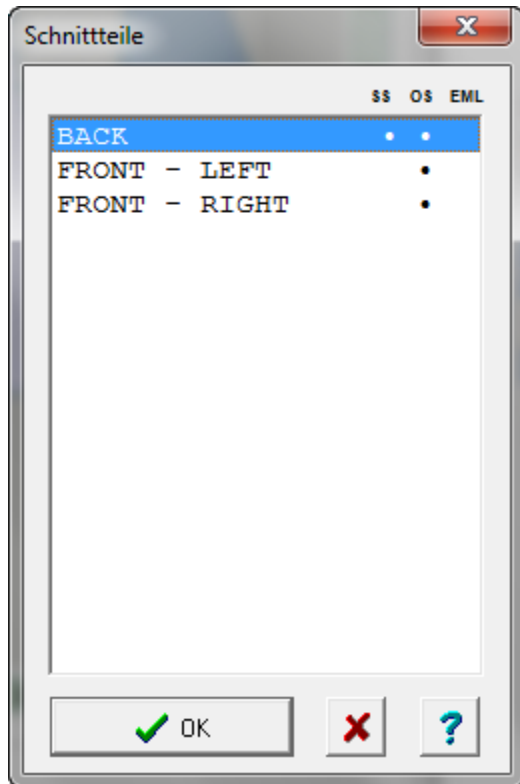 Schnittteile
SS OS EML
BACK • •
FRONT - LEFT •
FRONT - RIGHT •
OK
?